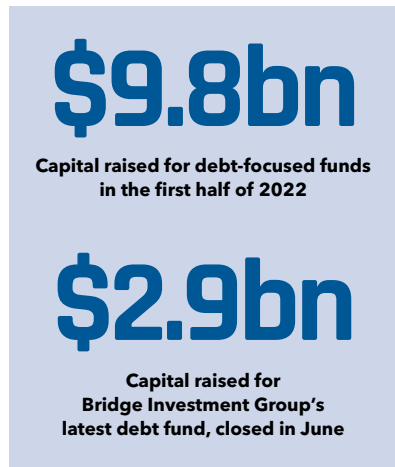 $9.8bn
Capital raised for debt-focused funds
in the first half of 2022
$2.9bn
Capital raised for
Bridge Investment Group’s
latest debt fund, closed in June